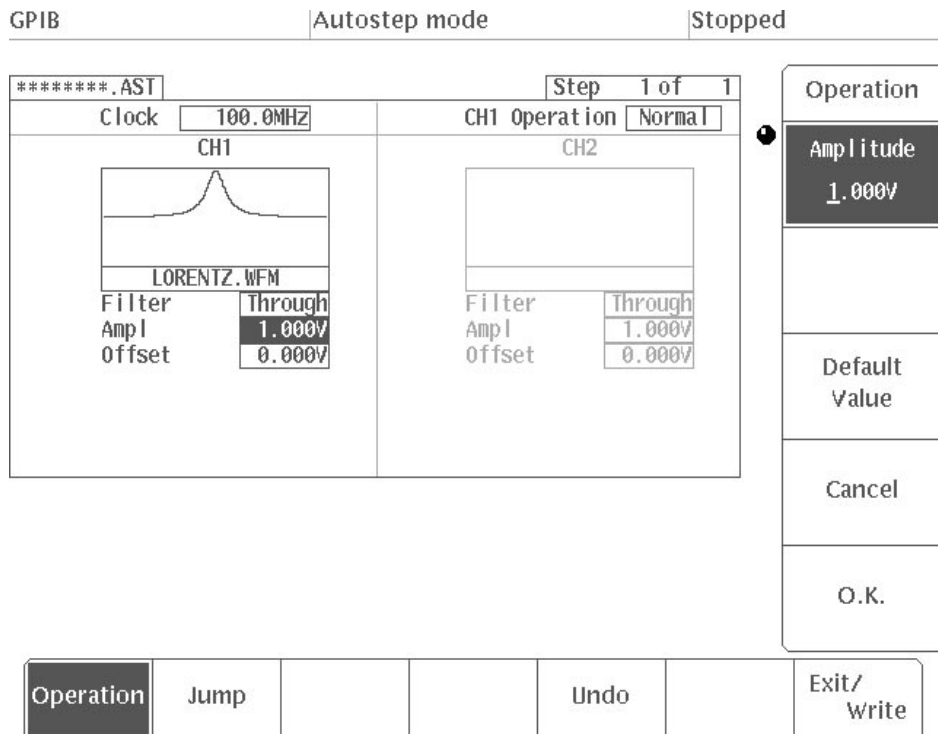 GPIB Autostep mode Stopped
********.AST Step 1 of 1
Clock 100.0MHz CH1 Operation Normal
CH1 CH2
LORENTZ.WFM
Filter Through Filter Through
Ampl 1.000V Ampl 1.000V
Offset 0.000V Offset 0.000V
Operation
Amplitude
1.000V
Default
Value
Cancel
O.K.
Operation Jump Undo Exit/
Write